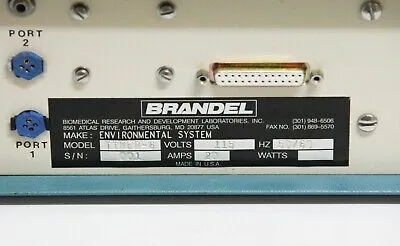 PORT
2
PORT
1
BRANDEL
BIOMEDICAL RESEARCH AND DEVELOPMENT LABORATORIES, INC. (301) 948-6506
8561 ATLAS DRIVE, GAITHERSBURG, MD 20877 USA FAX NO. (301) 869-5570
MAKE: ENVIRONMENTAL SYSTEM
MODEL VOLTS 115 HZ 50/60
S/N: 001 AMPS WATTS
MADE IN U.S.A.